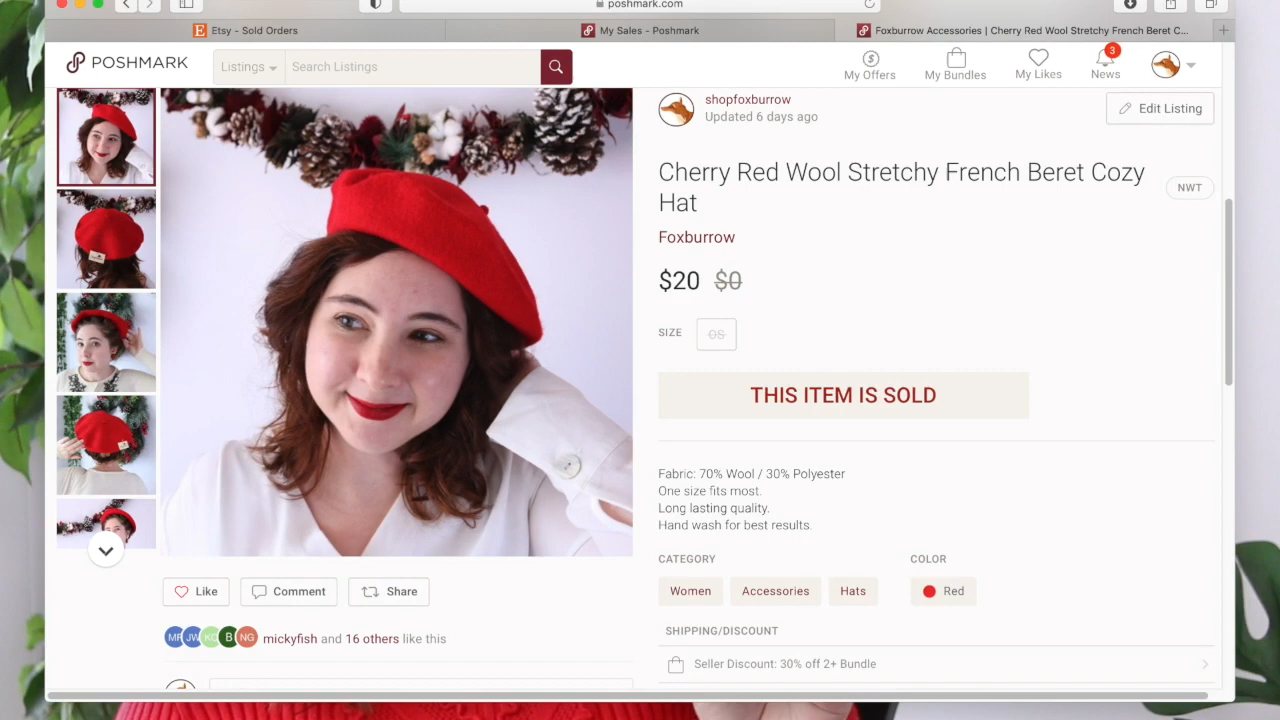 poshmark.com
Etsy - Sold Orders
My Sales - Poshmark
Foxburrow Accessories | Cherry Red Wool Stretchy French Beret C...
POSHMARK
Listings
Search Listings
My Offers
My Bundles
My Likes
3
News
shopfoxburrow
Updated 6 days ago
Edit Listing
Cherry Red Wool Stretchy French Beret Cozy
Hat
NWT
Foxburrow
$20 $0
SIZE
OS
THIS ITEM IS SOLD
Fabric: 70% Wool / 30% Polyester
One size fits most.
Long lasting quality.
Hand wash for best results.
CATEGORY
COLOR
Women
Accessories
Hats
Red
Like
Comment
Share
SHIPPING/DISCOUNT
JW
B
NG
mickyfish and 16 others like this
Seller Discount: 30% off 2+ Bundle